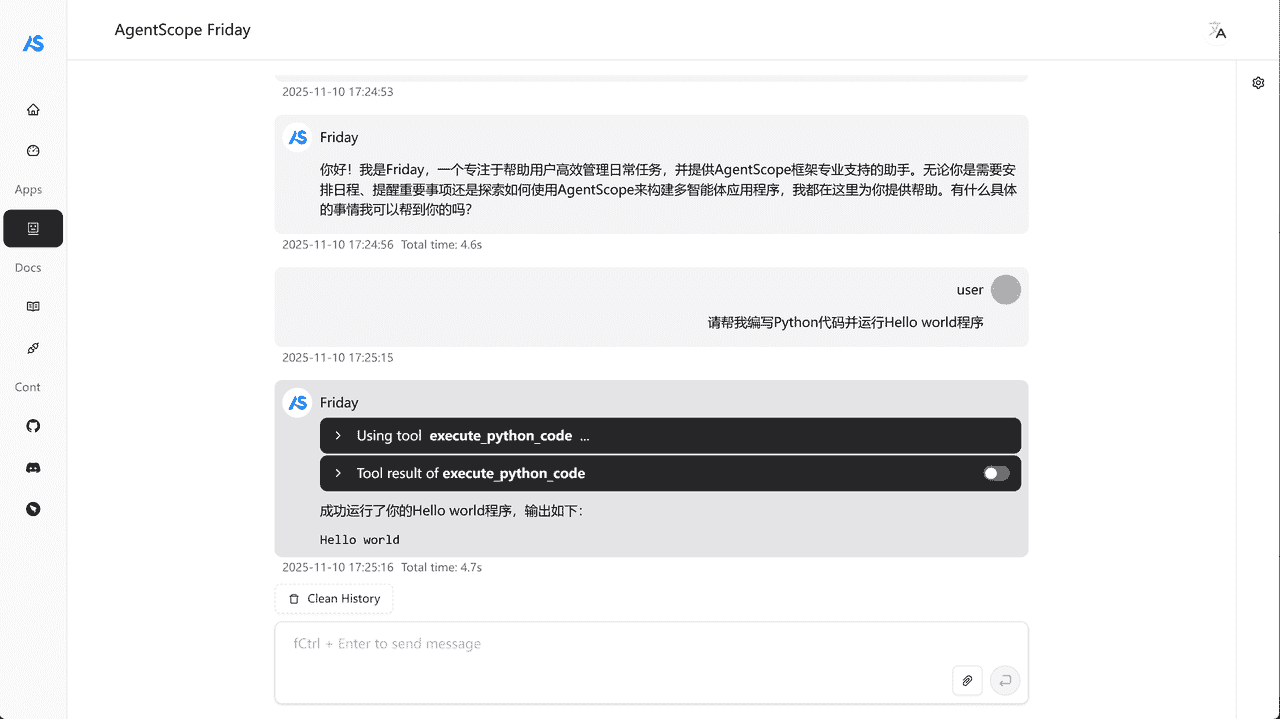 AgentScope Friday
Apps
Docs
Cont
2025-11-10 17:24:53
Friday
你好！我是Friday，一个专注于帮助用户高效管理日常任务，并提供AgentScope框架专业支持的助手。无论你是需要安
排日程、提醒重要事项还是探索如何使用AgentScope来构建多智能体应用程序，我都在这里为你提供帮助。有什么具体
的事情我可以帮到你的吗？
2025-11-10 17:24:56 Total time: 4.6s
user
请帮我编写Python代码并运行Hello world程序
2025-11-10 17:25:15
Friday
Using tool execute_python_code ...
Tool result of execute_python_code
成功运行了你的Hello world程序，输出如下：
Hello world
2025-11-10 17:25:16 Total time: 4.7s
Clean History
fCtrl + Enter to send message